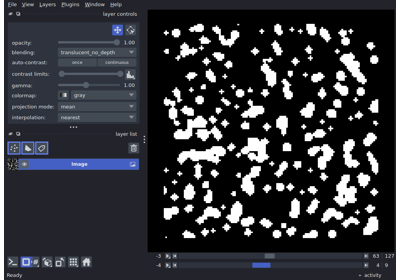 File View Layers Plugins Window Help
layer controls
opacity: 1.00
blending: translucent_no_depth
auto-contrast: once continuous
contrast limits:
gamma: 1.00
colormap: gray
projection mode: mean
interpolation: nearest
layer list
Image
-3 63 127
-4 4 9
Ready activity